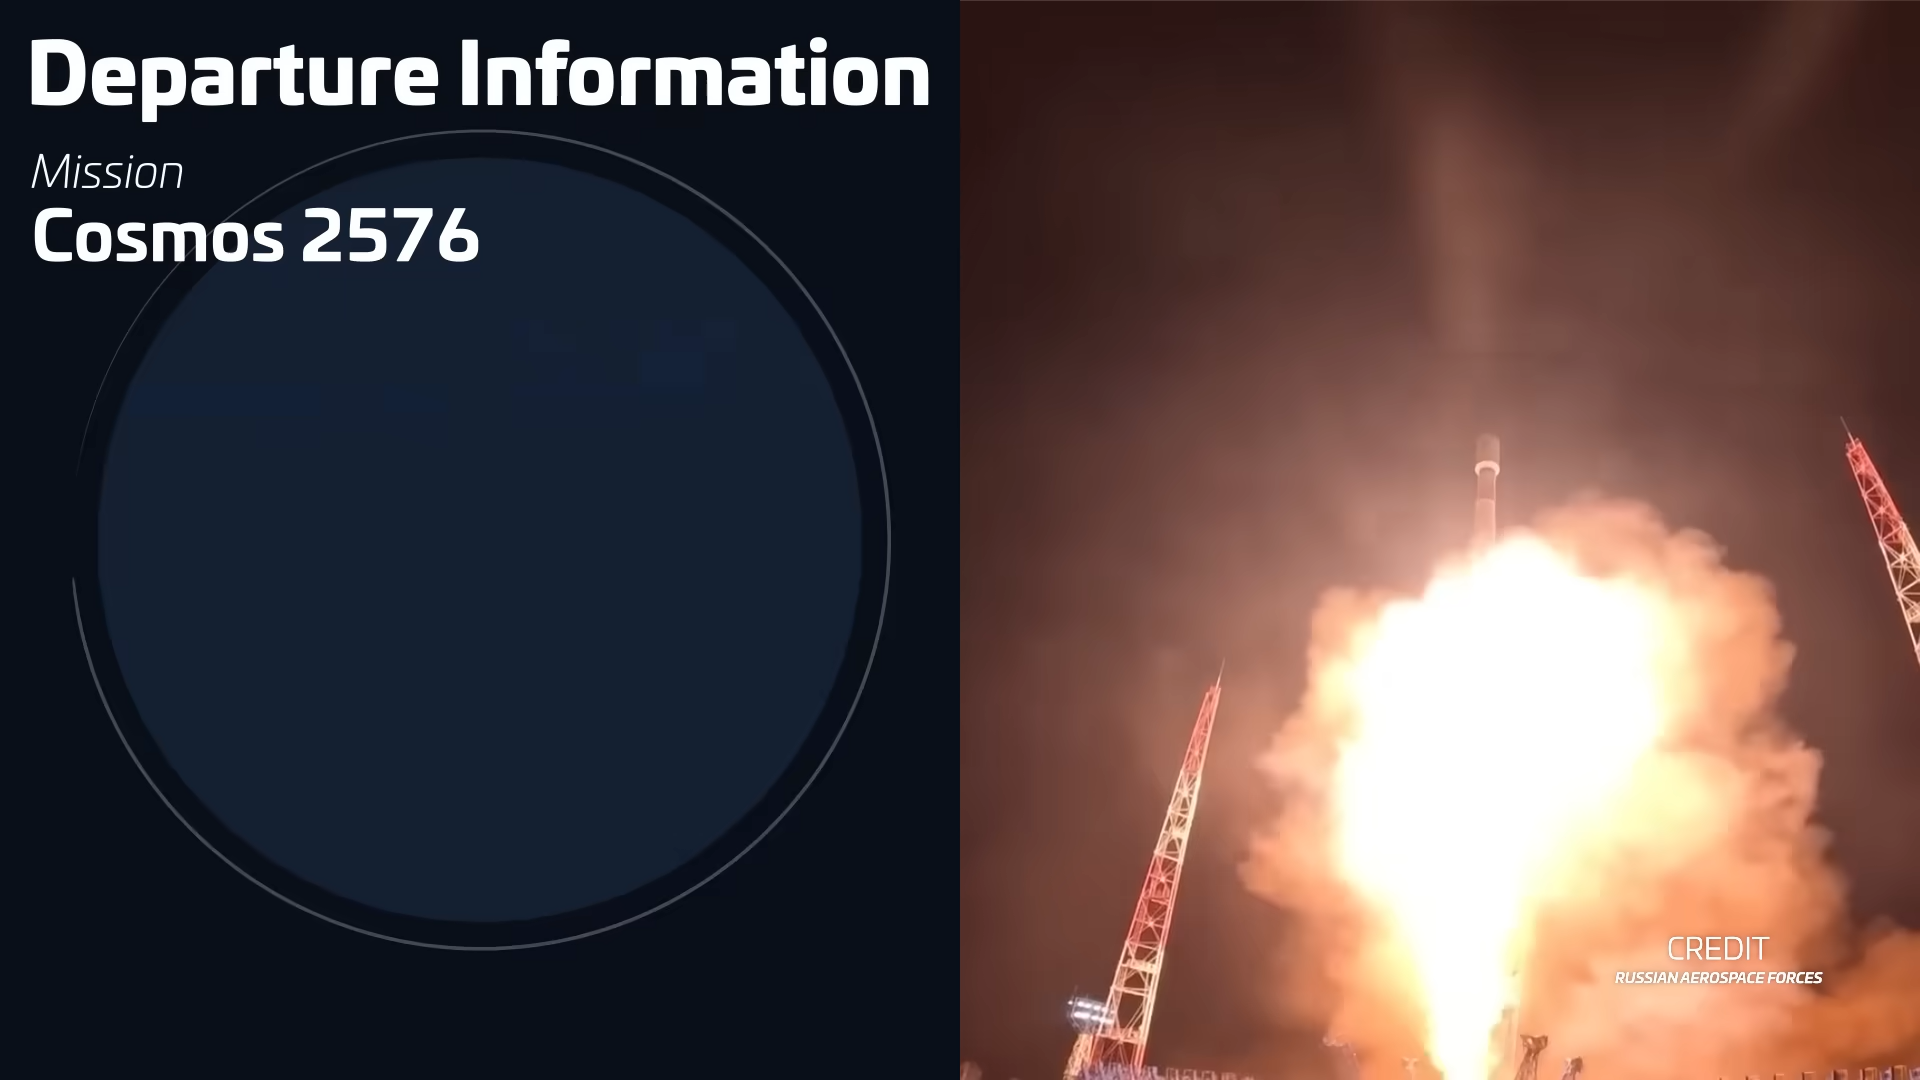 Departure Information
Mission
Cosmos 2576
CREDIT
RUSSIAN AEROSPACE FORCES